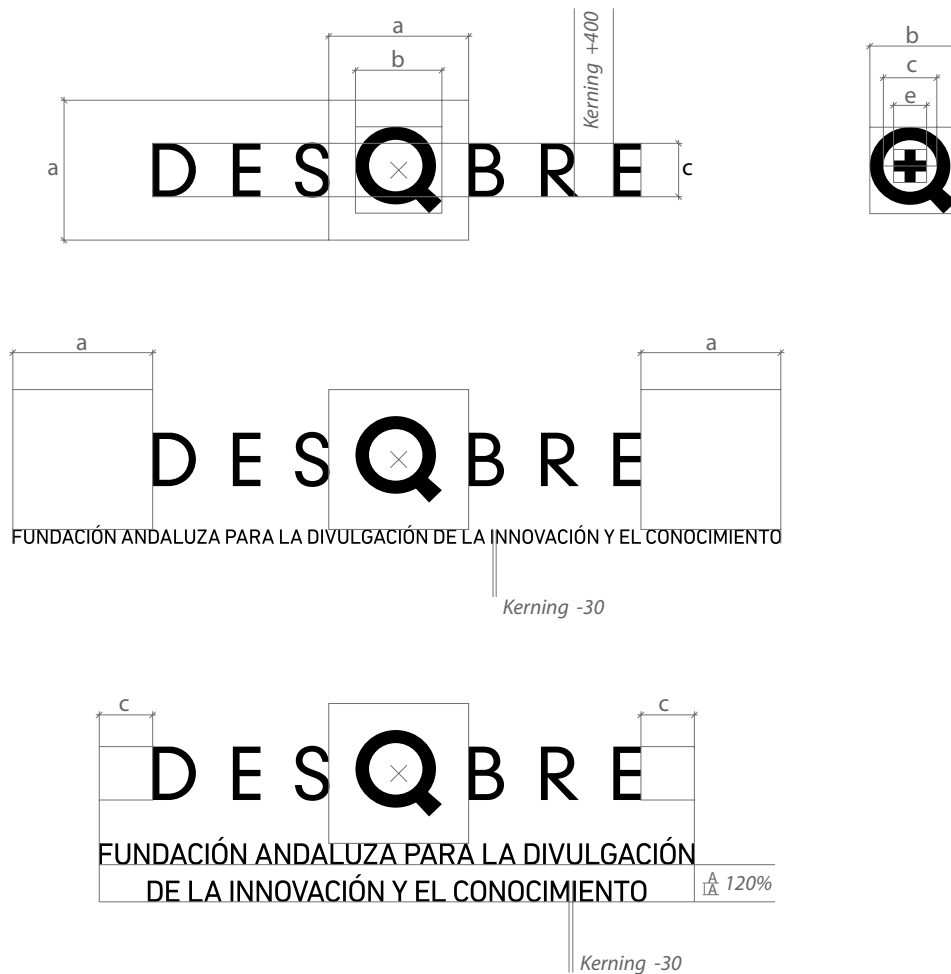 a
b
Kerning +400
a
D E S Q B R E
c
b
c
e
a
a
D E S Q B R E
FUNDACIÓN ANDALUZA PARA LA DIVULGACIÓN DE LA INNOVACIÓN Y EL CONOCIMIENTO
Kerning -30
c
c
D E S Q B R E
FUNDACIÓN ANDALUZA PARA LA DIVULGACIÓN
DE LA INNOVACIÓN Y EL CONOCIMIENTO
A
A 120%
Kerning -30